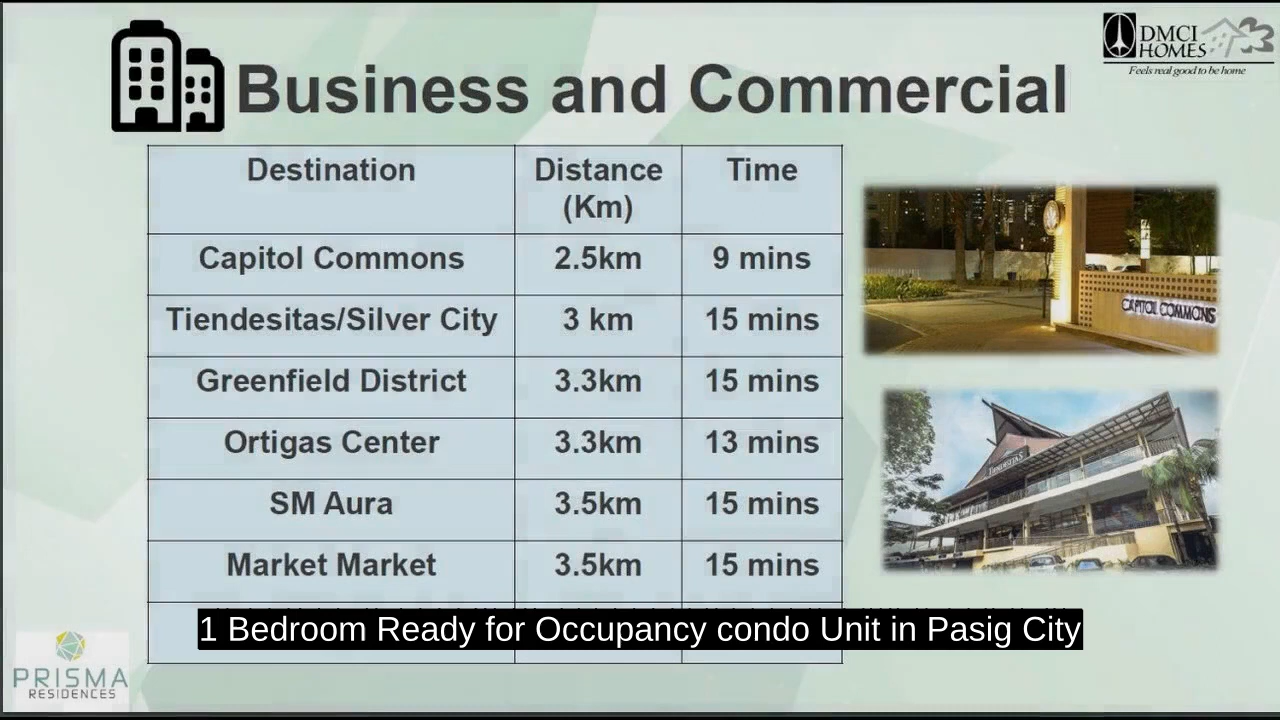 DMCI
HOMES
Feels real good to be home
Business and Commercial
Destination Distance (Km) Time
Capitol Commons 2.5km 9 mins
Tiendesitas/Silver City 3 km 15 mins
Greenfield District 3.3km 15 mins
Ortigas Center 3.3km 13 mins
SM Aura 3.5km 15 mins
Market Market 3.5km 15 mins
CAPITOL COMMONS
TIENDESITAS
1 Bedroom Ready for Occupancy condo Unit in Pasig City
PRISMA
RESIDENCES